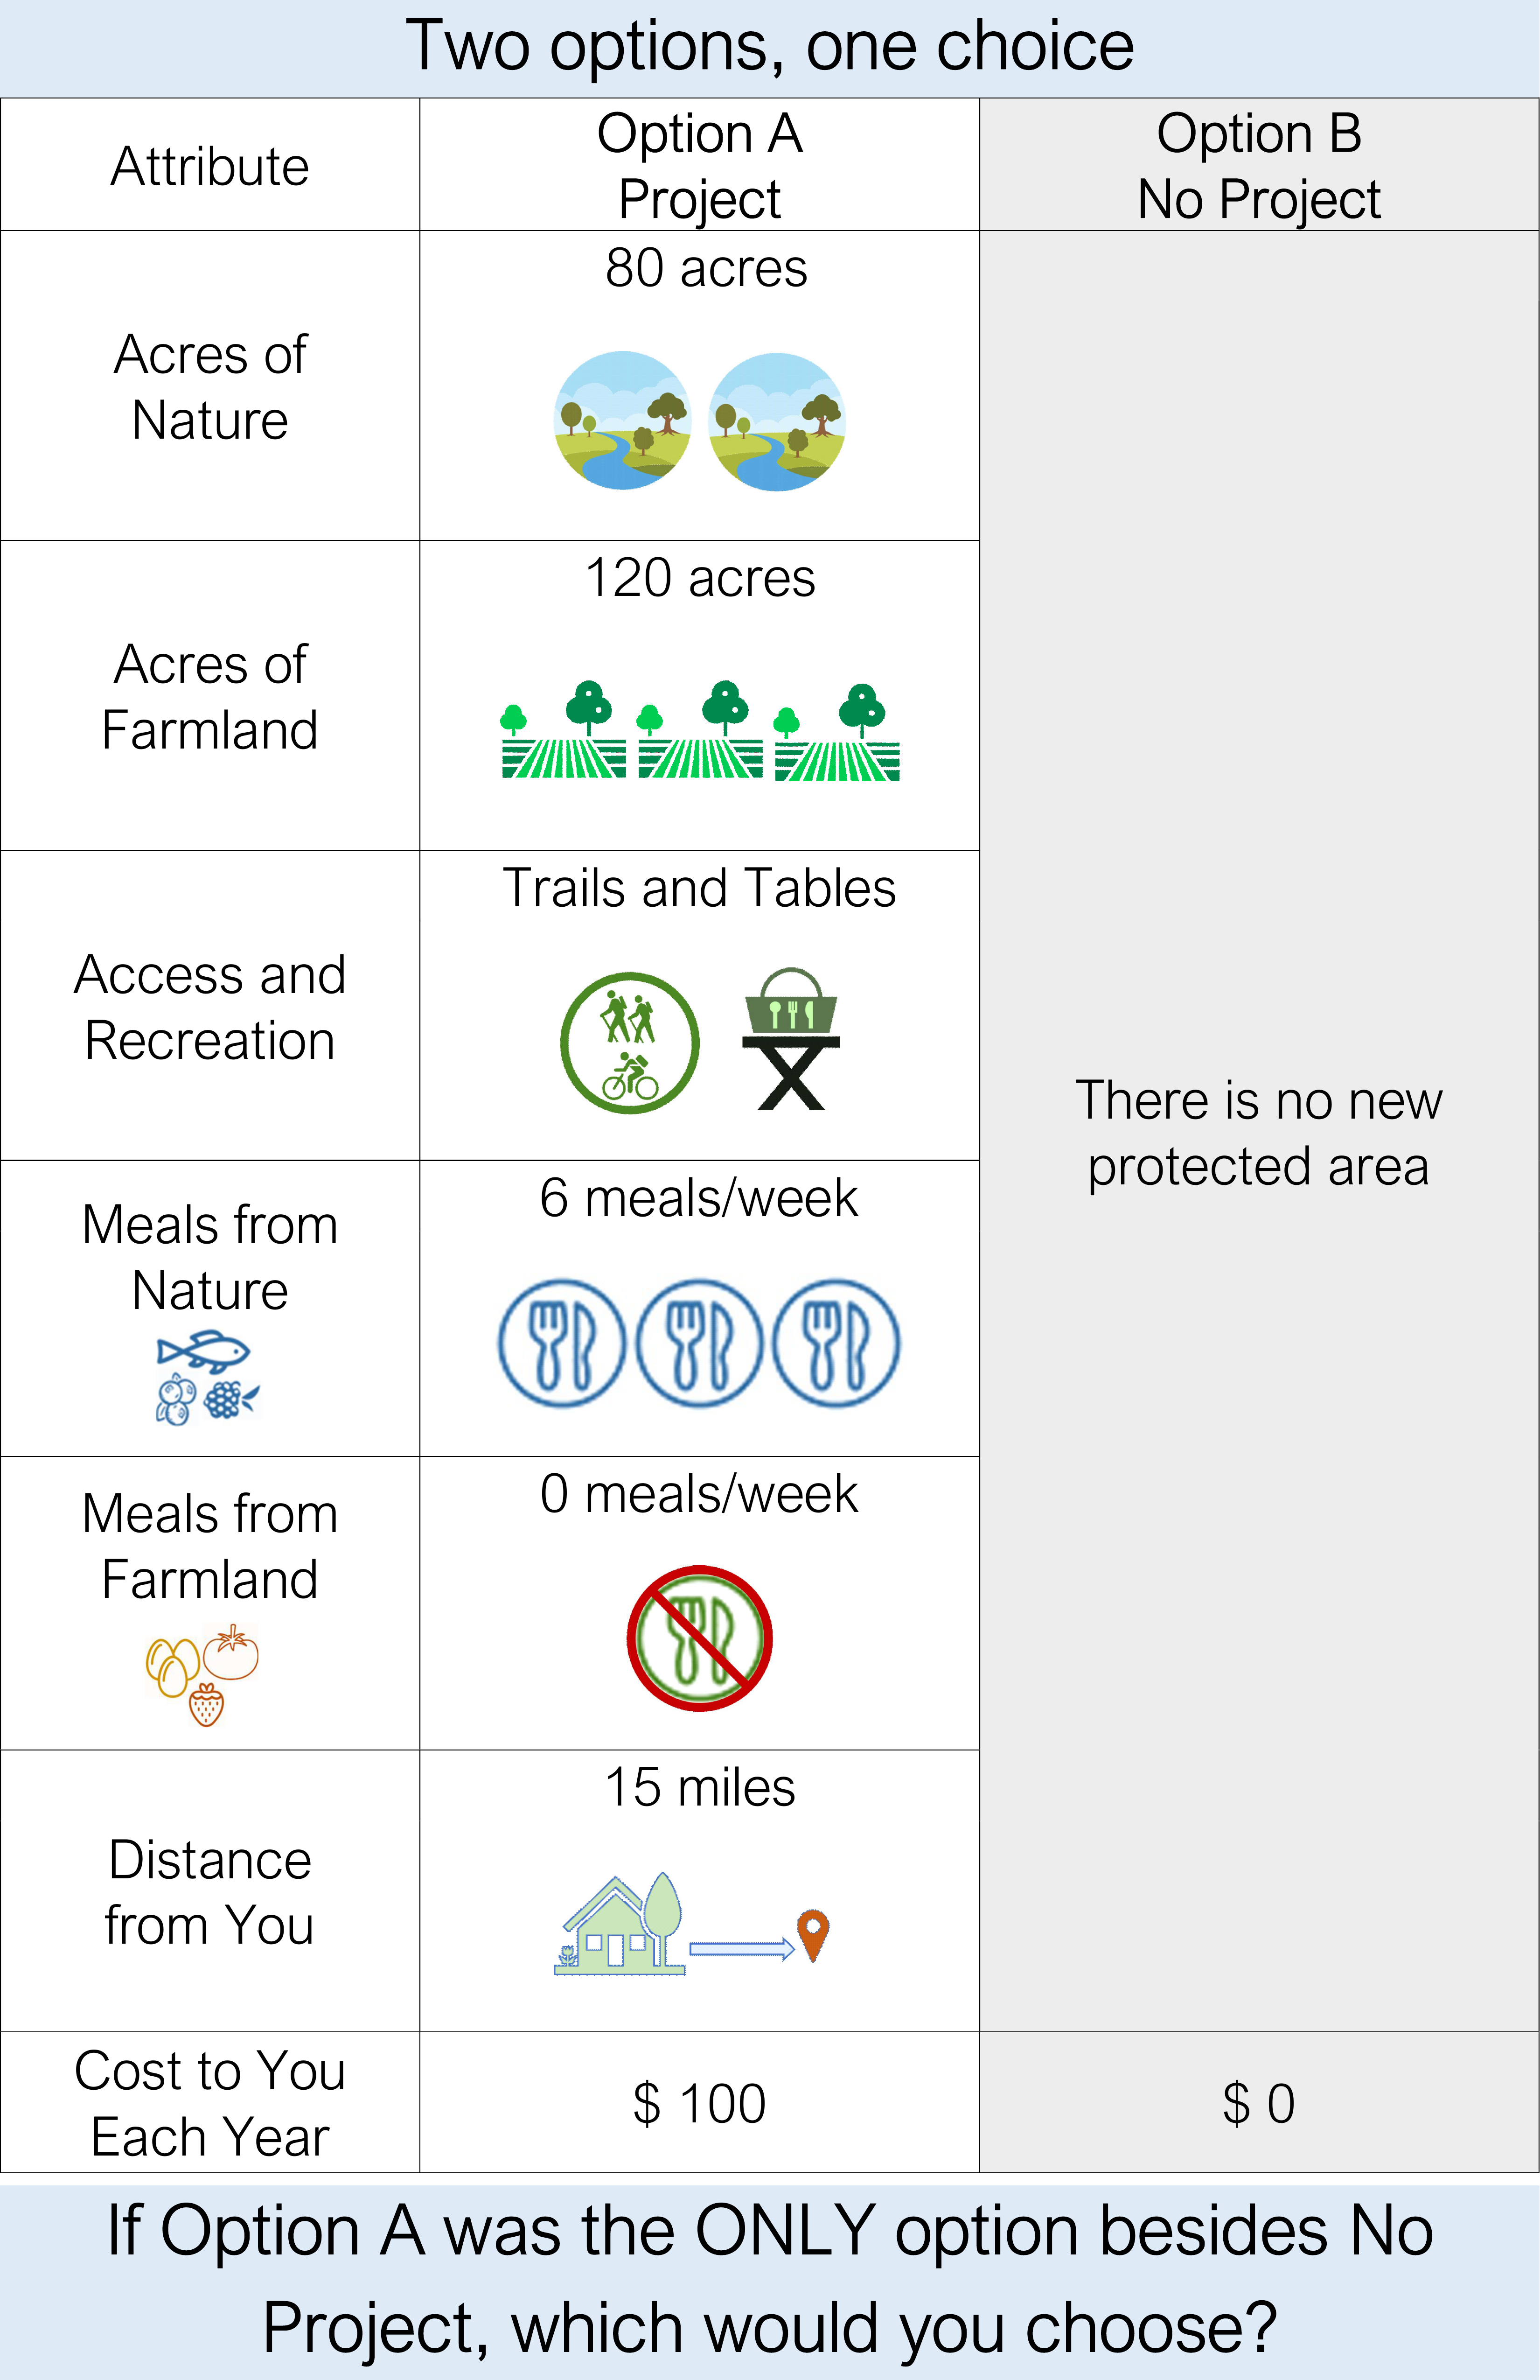 Two options, one choice
Attribute
Option A
Project
Option B
No Project
Acres of
Nature
80 acres
Acres of
Farmland
120 acres
Access and
Recreation
Trails and Tables
There is no new
protected area
Meals from
Nature
6 meals/week
Meals from
Farmland
0 meals/week
Distance
from You
15 miles
Cost to You
Each Year
$ 100
$ 0
If Option A was the ONLY option besides No
Project, which would you choose?